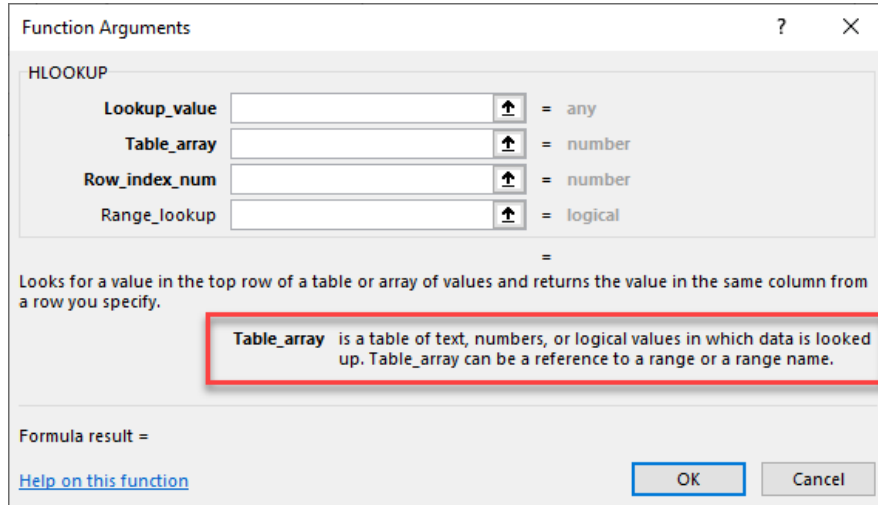 Function Arguments ? ✕
HLOOKUP
Lookup_value = any
Table_array = number
Row_index_num = number
Range_lookup = logical
=
Looks for a value in the top row of a table or array of values and returns the value in the same column from
a row you specify.
Table_array is a table of text, numbers, or logical values in which data is looked
up. Table_array can be a reference to a range or a range name.
Formula result =
Help on this function OK Cancel